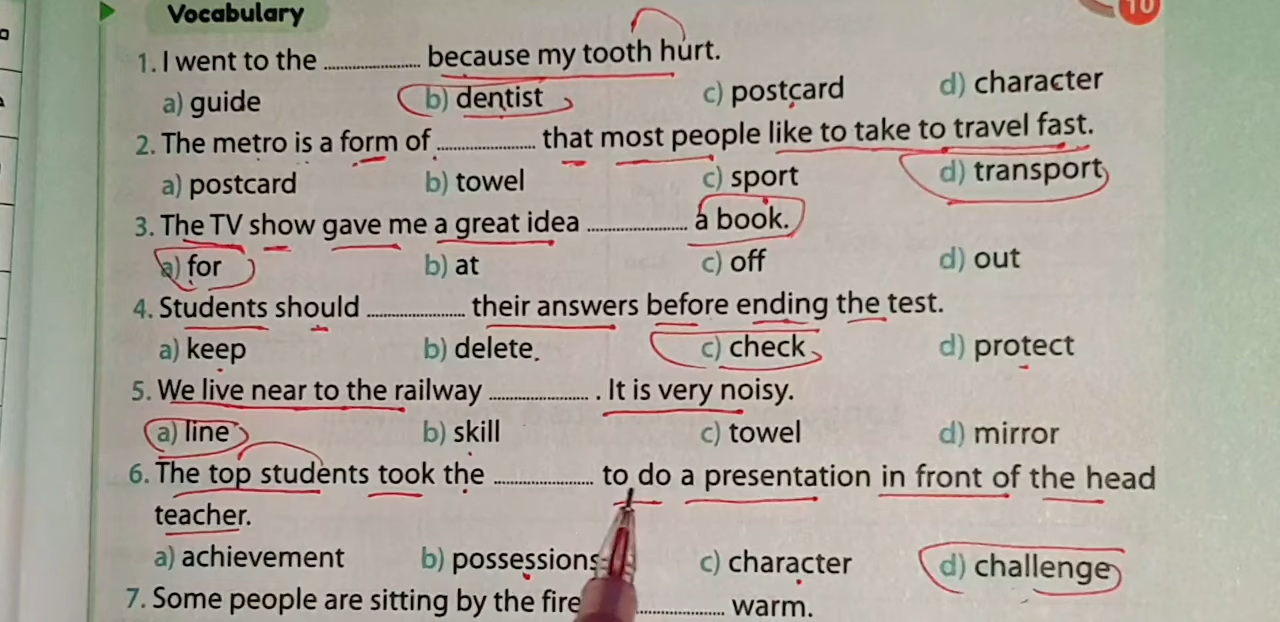 Vocabulary
10
1. I went to the .................... because my tooth hurt.
a) guide b) dentist c) postcard d) character
2. The metro is a form of .................... that most people like to take to travel fast.
a) postcard b) towel c) sport d) transport
3. The TV show gave me a great idea .................... a book.
a) for b) at c) off d) out
4. Students should .................... their answers before ending the test.
a) keep b) delete. c) check d) protect
5. We live near to the railway .................... . It is very noisy.
a) line b) skill c) towel d) mirror
6. The top students took the .................... to do a presentation in front of the head
teacher.
a) achievement b) possessions c) character d) challenge
7. Some people are sitting by the fire .................... warm.